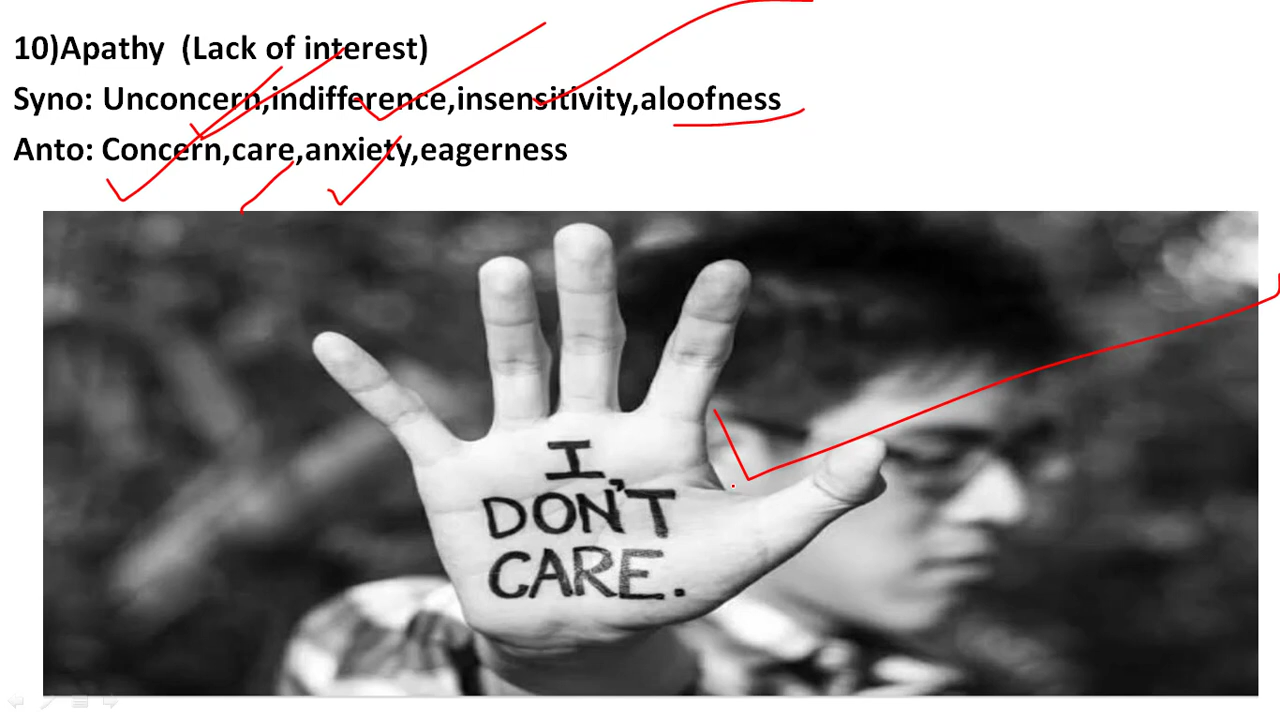 10)Apathy  (Lack of interest)
Syno: Unconcern,indifference,insensitivity,aloofness
Anto: Concern,care,anxiety,eagerness
I
DON'T
CARE.